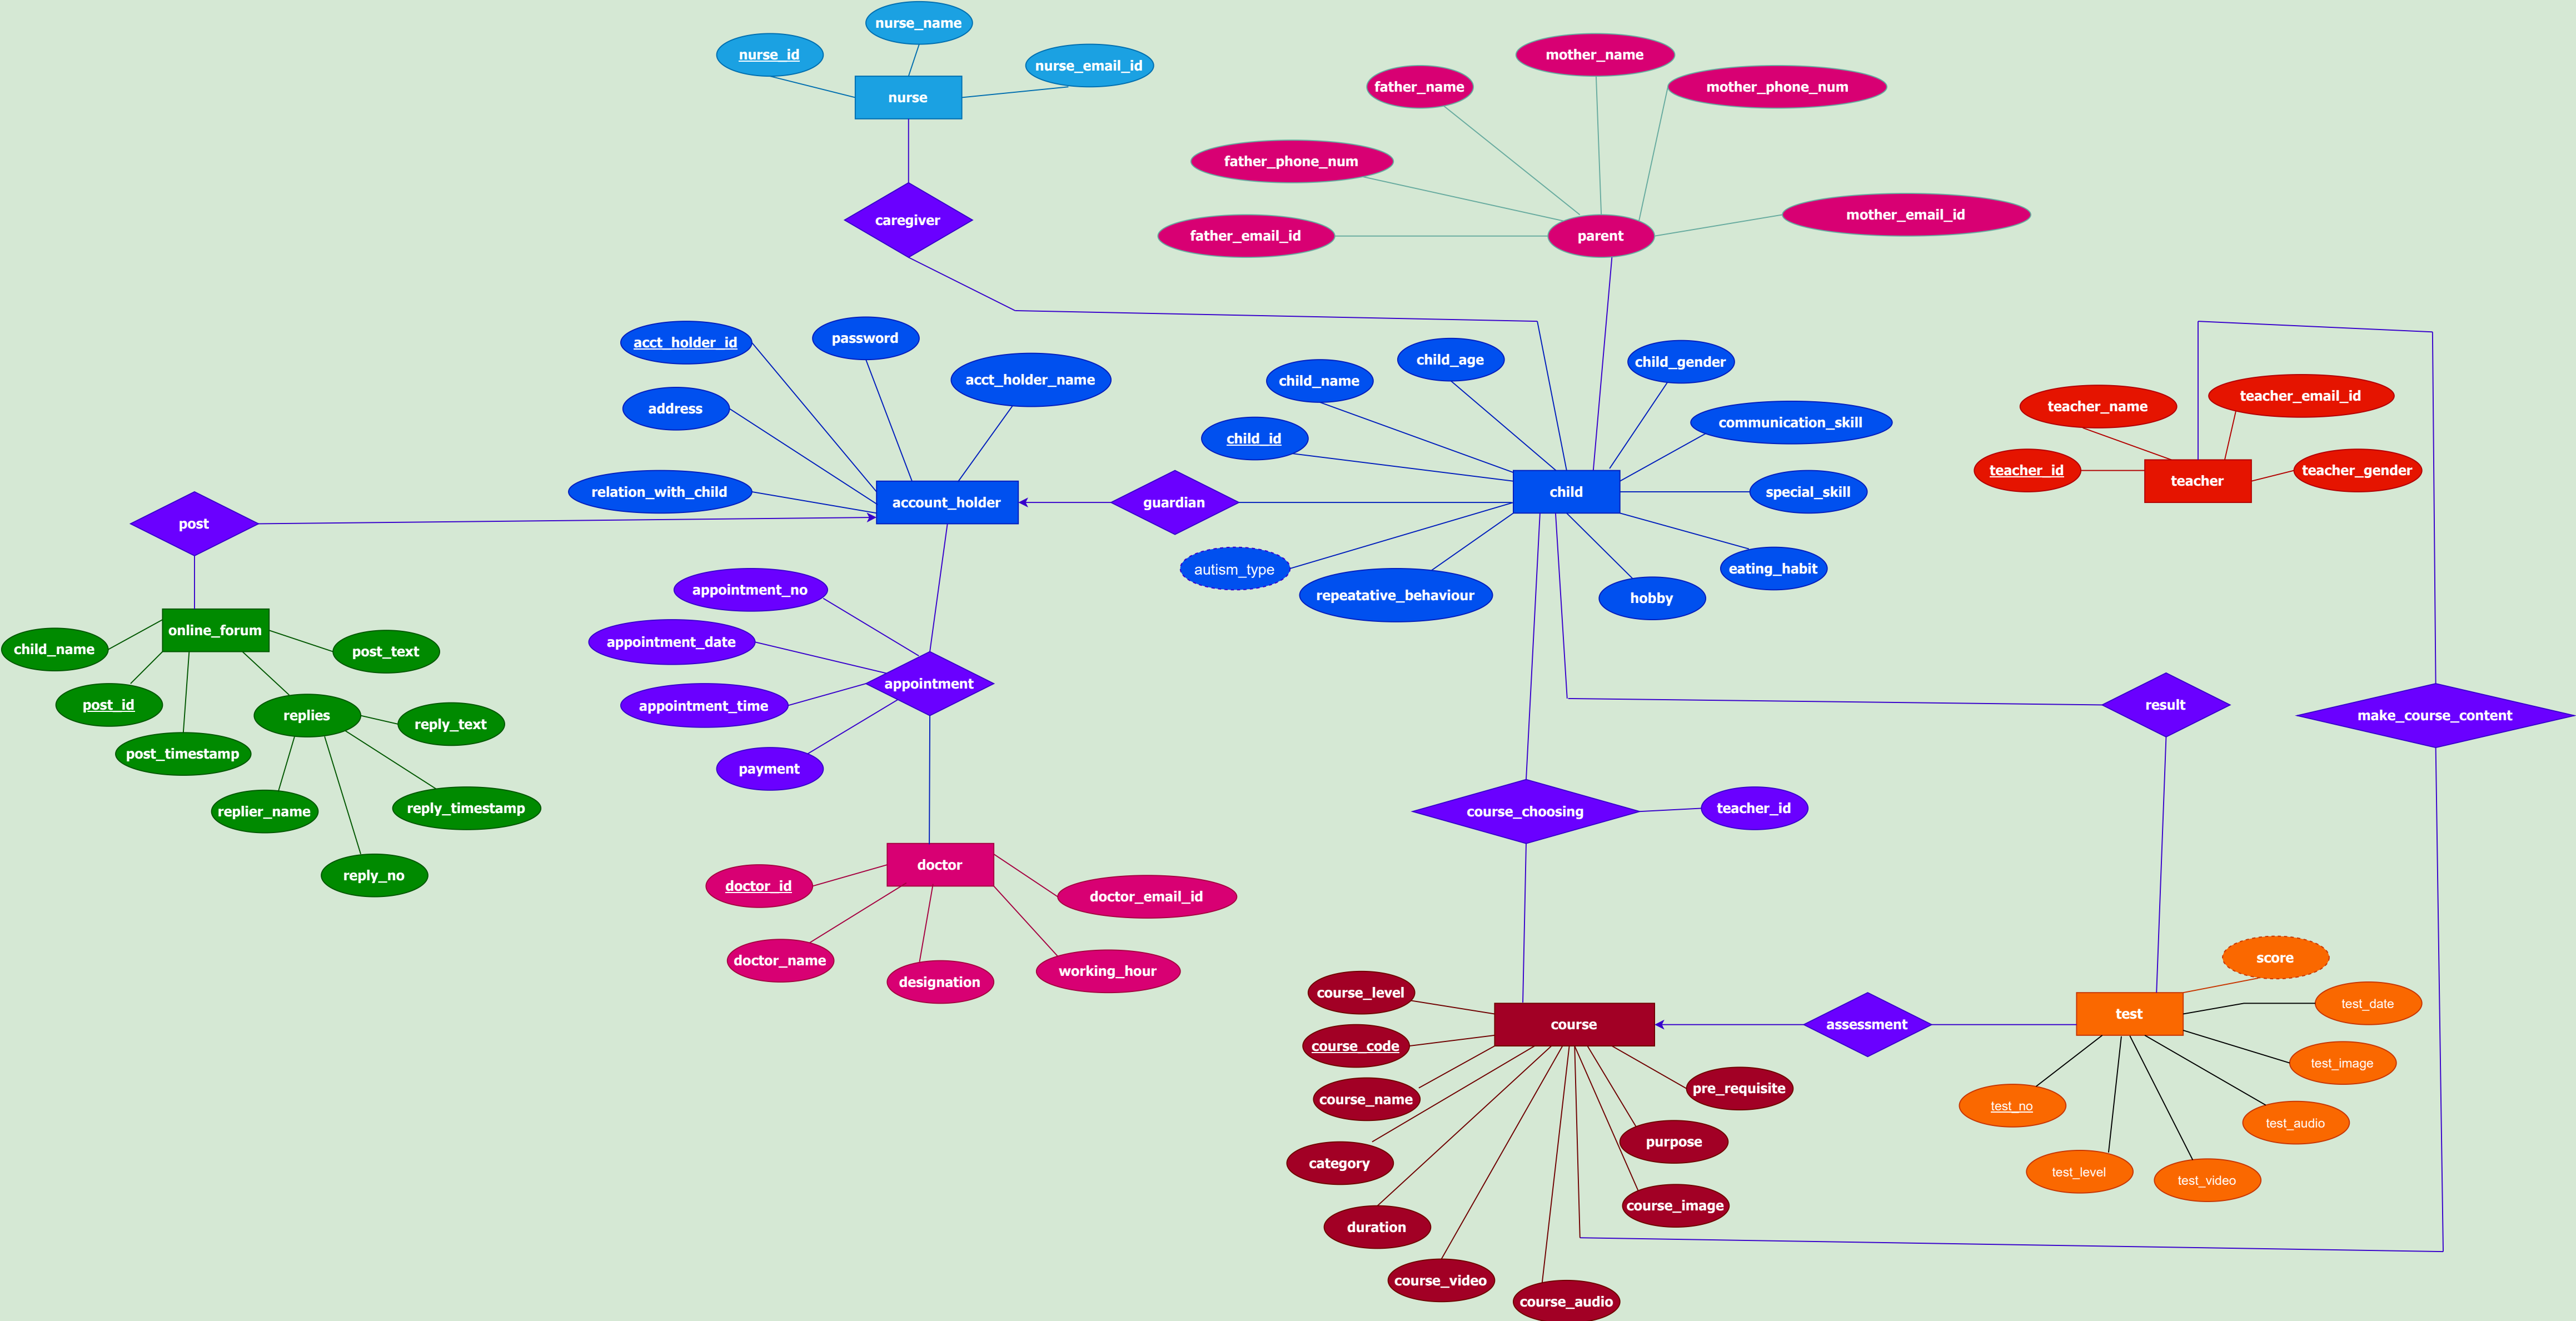 nurse_name
nurse_id
nurse_email_id
nurse
caregiver
mother_name
father_name
mother_phone_num
father_phone_num
mother_email_id
father_email_id
parent
acct_holder_id
password
acct_holder_name
address
relation_with_child
account_holder
guardian
child_name
child_age
child_gender
child_id
communication_skill
child
special_skill
autism_type
repeatative_behaviour
hobby
eating_habit
teacher_name
teacher_email_id
teacher_id
teacher
teacher_gender
post
online_forum
child_name
post_text
post_id
replies
reply_text
post_timestamp
replier_name
reply_timestamp
reply_no
appointment_no
appointment_date
appointment
appointment_time
payment
doctor
doctor_id
doctor_email_id
doctor_name
designation
working_hour
result
make_course_content
course_choosing
teacher_id
course_level
course
course_code
course_name
category
duration
course_video
course_audio
course_image
purpose
pre_requisite
assessment
score
test
test_date
test_image
test_no
test_audio
test_level
test_video